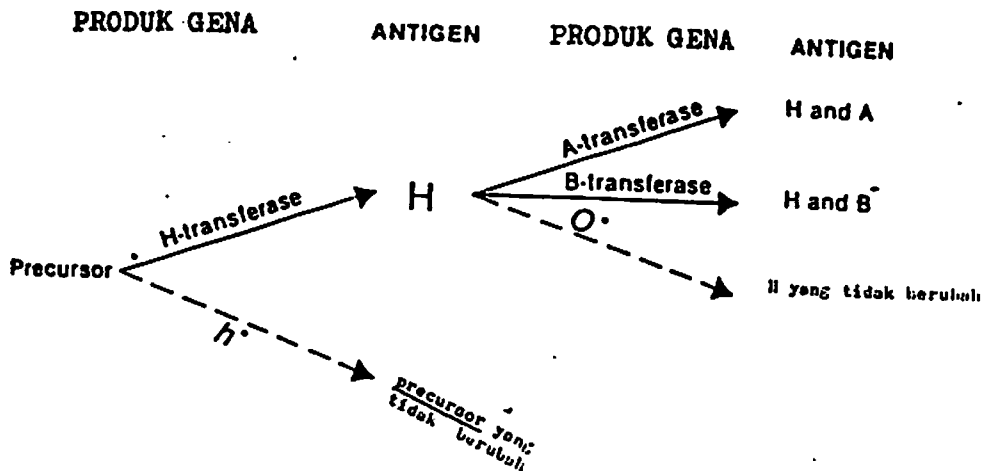 PRODUK GENA ANTIGEN PRODUK GENA ANTIGEN
A-transferase H and A
H-transferase H B-transferase H and B
O
Precursor H yang tidak berubah
h
precursor yang
tidak berubah